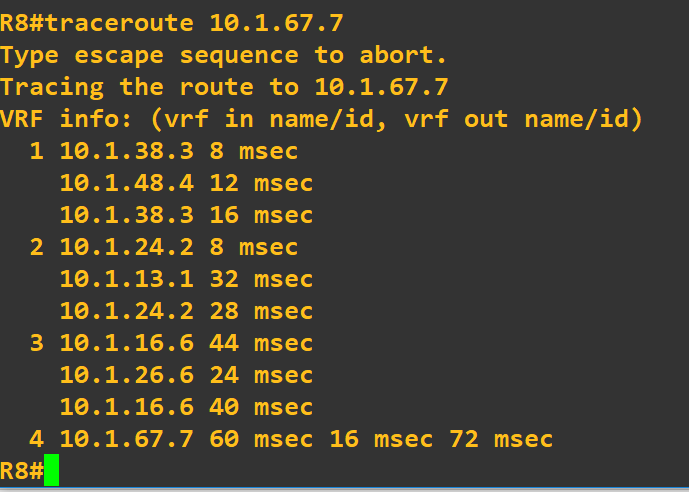 R8#traceroute 10.1.67.7
Type escape sequence to abort.
Tracing the route to 10.1.67.7
VRF info: (vrf in name/id, vrf out name/id)
  1 10.1.38.3 8 msec
    10.1.48.4 12 msec
    10.1.38.3 16 msec
  2 10.1.24.2 8 msec
    10.1.13.1 32 msec
    10.1.24.2 28 msec
  3 10.1.16.6 44 msec
    10.1.26.6 24 msec
    10.1.16.6 40 msec
  4 10.1.67.7 60 msec 16 msec 72 msec
R8#